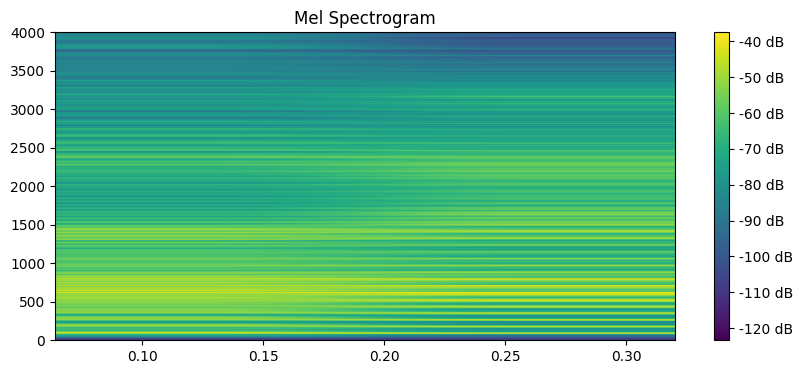 Mel Spectrogram
4000
3500
3000
2500
2000
1500
1000
500
0
0.10
0.15
0.20
0.25
0.30
-40 dB
-50 dB
-60 dB
-70 dB
-80 dB
-90 dB
-100 dB
-110 dB
-120 dB